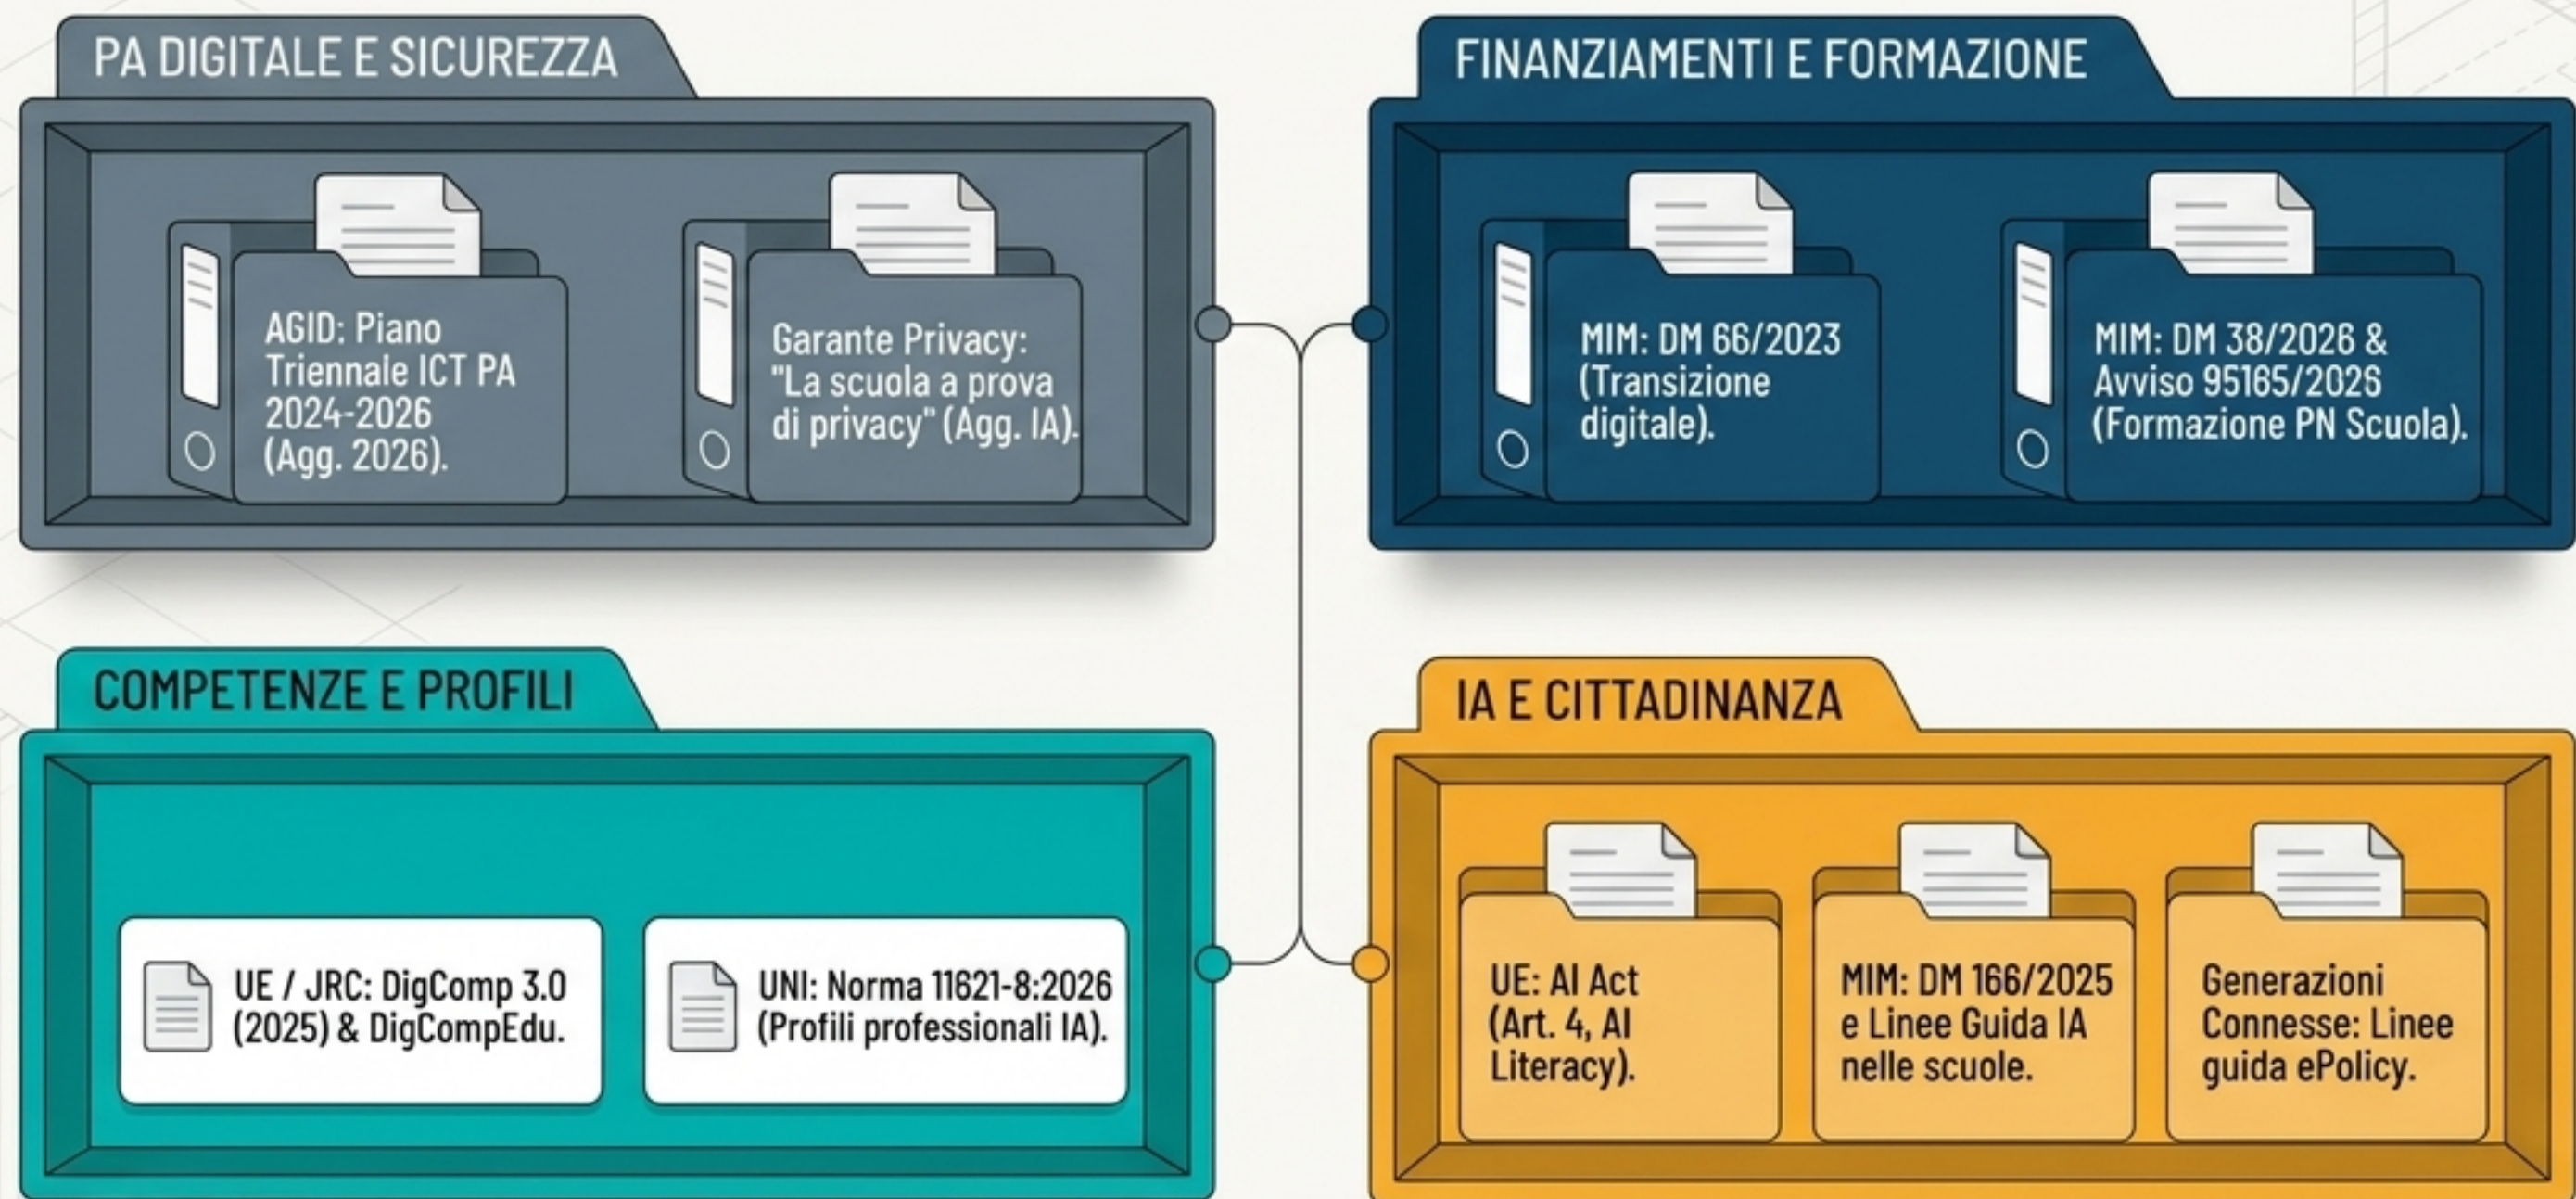 PA DIGITALE E SICUREZZA
AGID: Piano
Triennale ICT PA
2024-2026
(Agg. 2026).
Garante Privacy:
"La scuola a prova
di privacy" (Agg. IA).
FINANZIAMENTI E FORMAZIONE
MIM: DM 66/2023
(Transizione
digitale).
MIM: DM 38/2026 &
Avviso 95165/2026
(Formazione PN Scuola).
COMPETENZE E PROFILI
UE / JRC: DigComp 3.0
(2025) & DigCompEdu.
UNI: Norma 11621-8:2026
(Profili professionali IA).
IA E CITTADINANZA
UE: AI Act
(Art. 4, AI
Literacy).
MIM: DM 166/2025
e Linee Guida IA
nelle scuole.
Generazioni
Connesse: Linee
guida ePolicy.